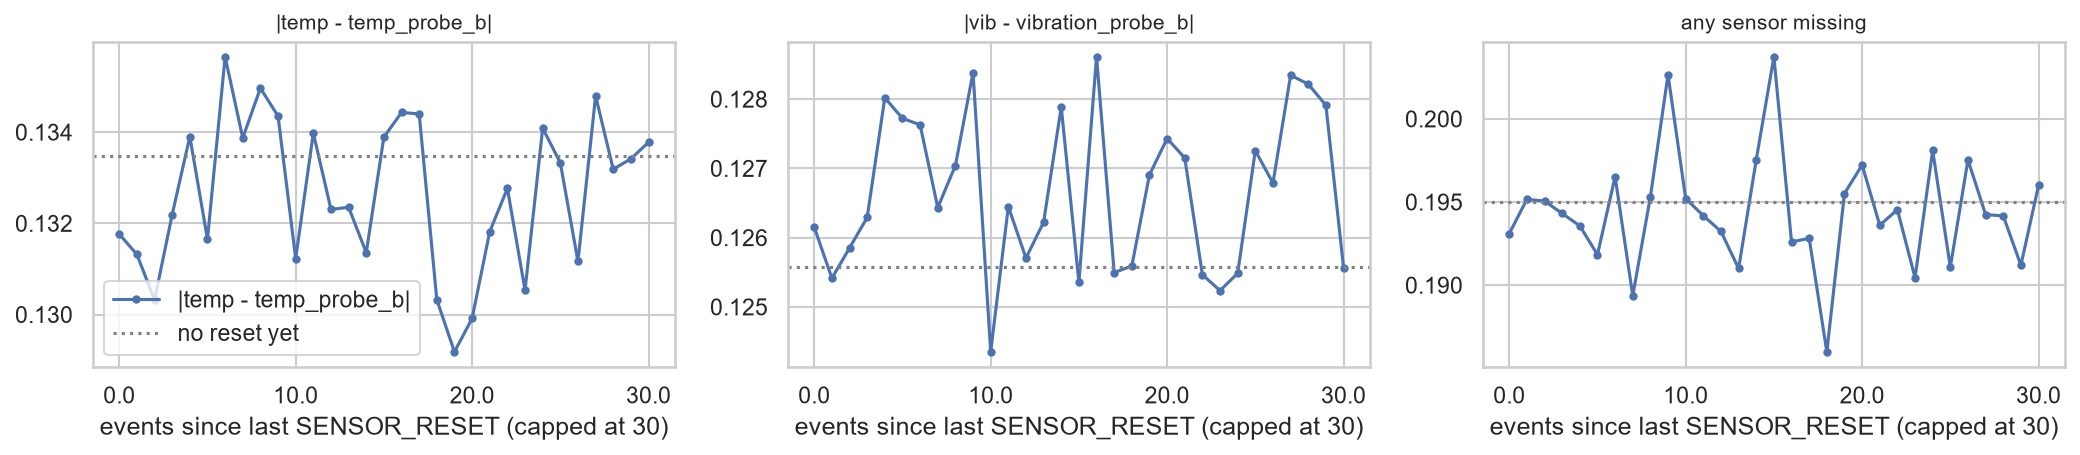 |temp - temp_probe_b|
0.134
0.132
0.130
|temp - temp_probe_b|
no reset yet
0.0 10.0 20.0 30.0
events since last SENSOR_RESET (capped at 30)
|vib - vibration_probe_b|
0.128
0.127
0.126
0.125
0.0 10.0 20.0 30.0
events since last SENSOR_RESET (capped at 30)
any sensor missing
0.200
0.195
0.190
0.0 10.0 20.0 30.0
events since last SENSOR_RESET (capped at 30)